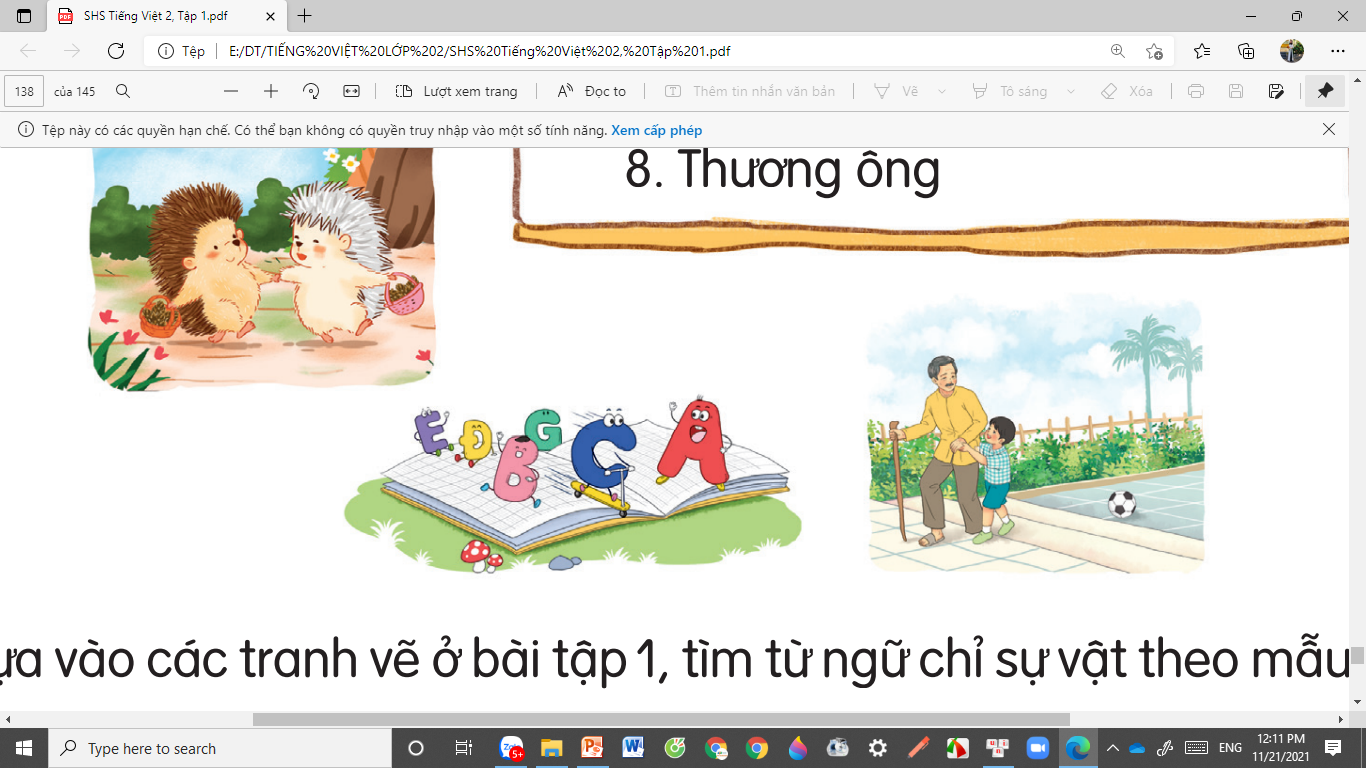 SHS Tiếng Việt 2, Tập 1.pdf
Tệp E:/DT/TIẾNG%20VIỆT%20LỚP%202/SHS%20Tiếng%20Việt%202,%20Tập%201.pdf
138 của 145 Lượt xem trang Đọc to Thêm tin nhắn văn bản Vẽ Tô sáng Xóa
Tệp này có các quyền hạn chế. Có thể bạn không có quyền truy nhập vào một số tính năng. Xem cấp phép
8. Thương ông
E Đ B G C A
ựa vào các tranh vẽ ở bài tập 1, tìm từ ngữ chỉ sự vật theo mẫu
Type here to search
5+
ENG
12:11 PM
11/21/2021